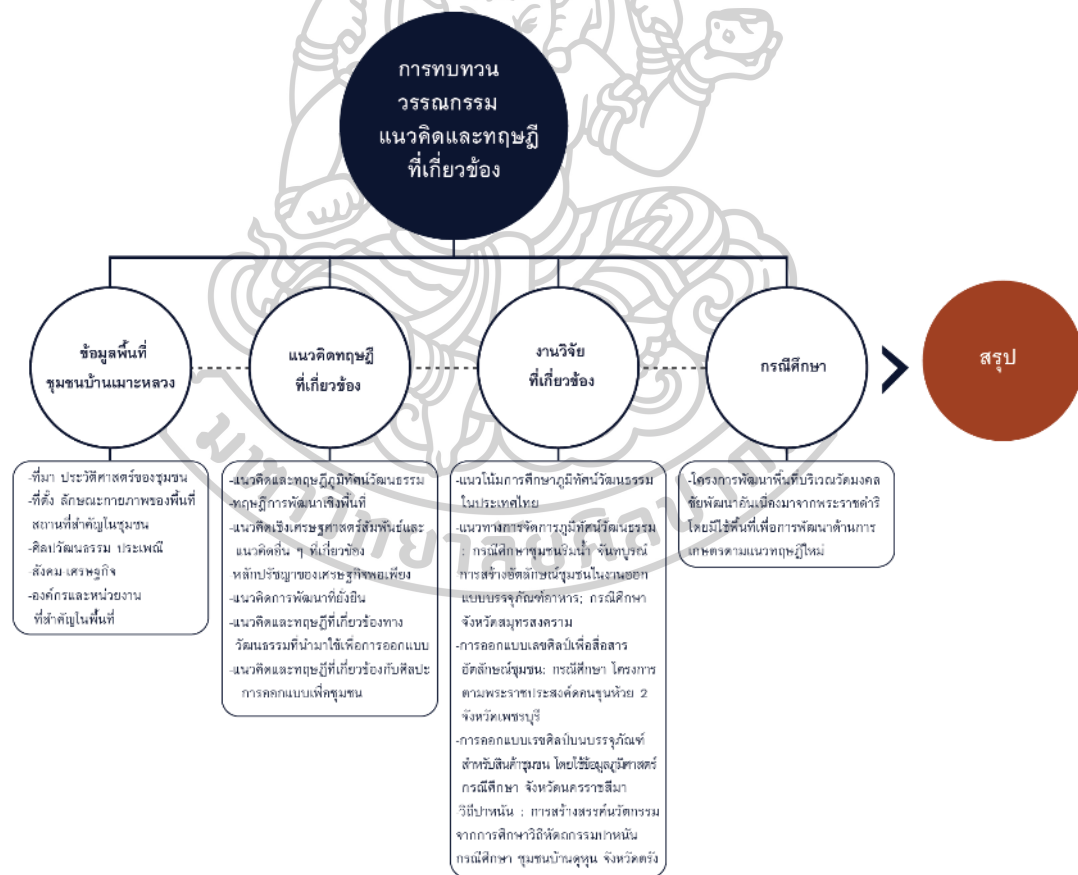 การทบทวน
วรรณกรรม
แนวคิดและทฤษฎี
ที่เกี่ยวข้อง
ข้อมูลพื้นที่
ชุมชนบ้านเมาะหลวง
แนวคิดทฤษฎี
ที่เกี่ยวข้อง
งานวิจัย
ที่เกี่ยวข้อง
กรณีศึกษา
สรุป
-ที่มา ประวัติศาสตร์ของชุมชน
-ที่ตั้ง ลักษณะกายภาพของพื้นที่
สถานที่สำคัญในชุมชน
-ศิลปวัฒนธรรม ประเพณี
-สังคม เศรษฐกิจ
-องค์กรและหน่วยงาน
ที่สำคัญในพื้นที่
-แนวคิดและทฤษฎีภูมิทัศน์วัฒนธรรม
-ทฤษฎีการพัฒนาเชิงพื้นที่
-แนวคิดเชิงเศรษฐศาสตร์สัมพันธ์และ
แนวคิดอื่น ๆ ที่เกี่ยวข้อง
หลักปรัชญาของเศรษฐกิจพอเพียง
-แนวคิดการพัฒนาที่ยั่งยืน
-แนวคิดและทฤษฎีที่เกี่ยวข้องทาง
วัฒนธรรมที่นำมาใช้เพื่อการออกแบบ
-แนวคิดและทฤษฎีที่เกี่ยวข้องกับศิลปะ
การออกแบบเพื่อชุมชน
-แนวโน้มการศึกษาภูมิทัศน์วัฒนธรรม
ในประเทศไทย
-แนวทางการจัดการภูมิทัศน์วัฒนธรรม
: กรณีศึกษาชุมชนริมน้ำ จันทบูรณ์
การสร้างอัตลักษณ์ชุมชนในงานออก
แบบบรรจุภัณฑ์อาหาร; กรณีศึกษา
จังหวัดสมุทรสงคราม
-การออกแบบเลขศิลป์เพื่อสื่อสาร
อัตลักษณ์ชุมชน: กรณีศึกษา โครงการ
ตามพระราชประสงค์ดอนขุนห้วย 2
จังหวัดเพชรบุรี
-การออกแบบเรขศิลป์บนบรรจุภัณฑ์
สำหรับสินค้าชุมชน โดยใช้ข้อมูลภูมิศาสตร์
กรณีศึกษา จังหวัดนครราชสีมา
วิถีปาหนัน : การสร้างสรรค์นวัตกรรม
จากการศึกษาวิถีหัตถกรรมปาหนัน
กรณีศึกษา ชุมชนบ้านดุหุน จังหวัดตรัง
-โครงการพัฒนาพื้นที่บริเวณวัดมงคล
ชัยพัฒนาอันเนื่องมาจากพระราชดำริ
โดยมีใช้พื้นที่เพื่อการพัฒนาด้านการ
เกษตรตามแนวทฤษฎีใหม่
มหาวิทยาลัยศิลปากร